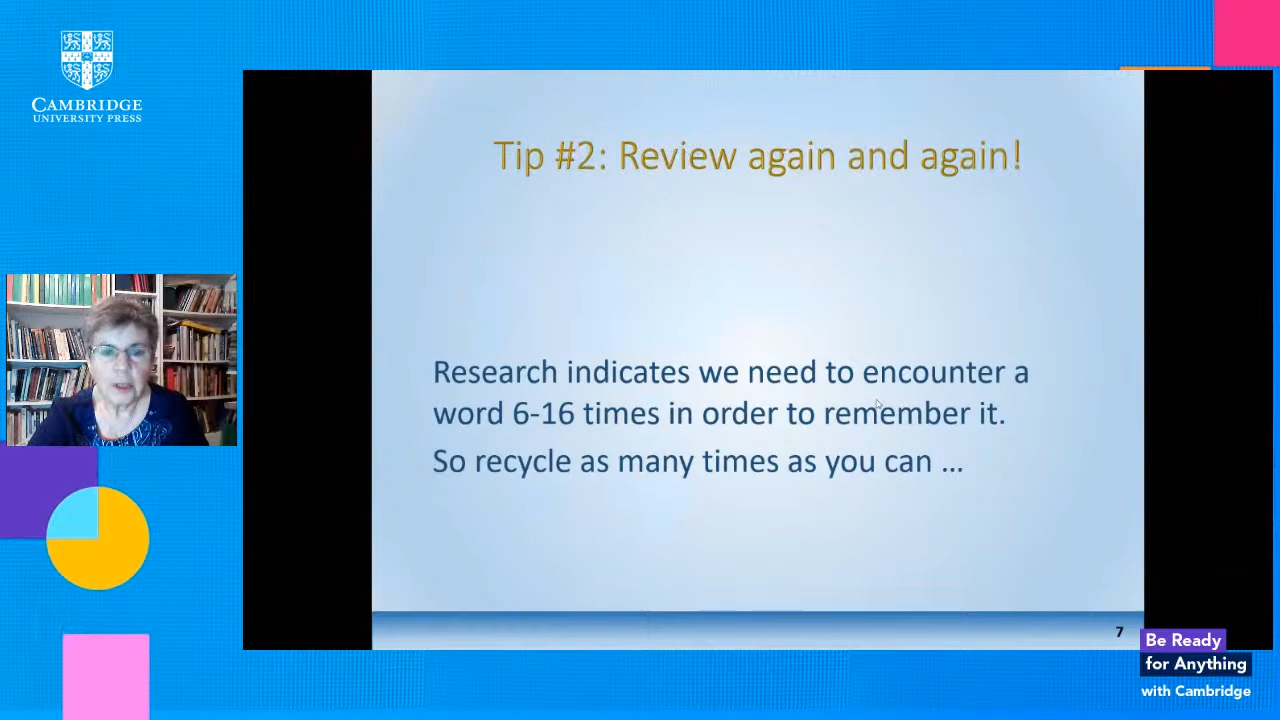 CAMBRIDGE
UNIVERSITY PRESS
Tip #2: Review again and again!
Research indicates we need to encounter a
word 6-16 times in order to remember it.
So recycle as many times as you can ...
7
Be Ready
for Anything
with Cambridge